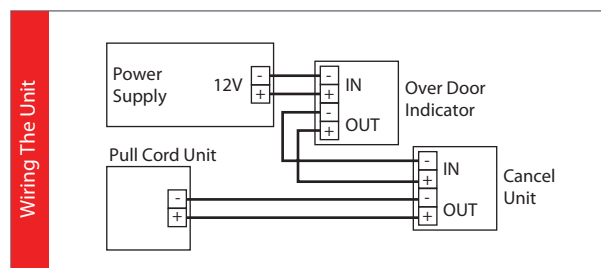 Wiring The Unit
Power
Supply
12V
-
+
-
+
IN
-
+
OUT
Over Door
Indicator
Pull Cord Unit
-
+
-
+
IN
-
+
OUT
Cancel
Unit